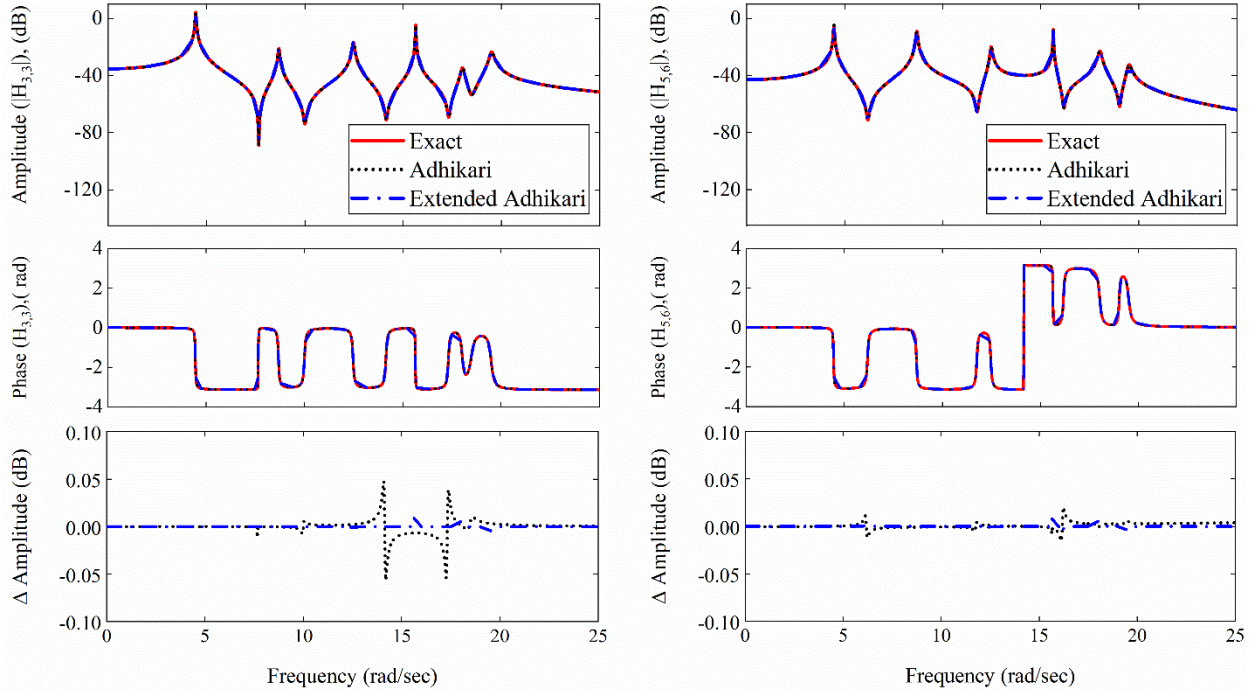 Amplitude (|H3,3|), (dB)
0
-40
-80
-120
Exact
Adhikari
Extended Adhikari
Phase (H3,3),( rad)
4
2
0
-2
-4
Δ Amplitude (dB)
0.10
0.05
0.00
-0.05
-0.10
0 5 10 15 20 25
Frequency (rad/sec)
Amplitude (|H5,6|), (dB)
0
-40
-80
-120
Exact
Adhikari
Extended Adhikari
Phase (H5,6),( rad)
4
2
0
-2
-4
Δ Amplitude (dB)
0.10
0.05
0.00
-0.05
-0.10
0 5 10 15 20 25
Frequency (rad/sec)